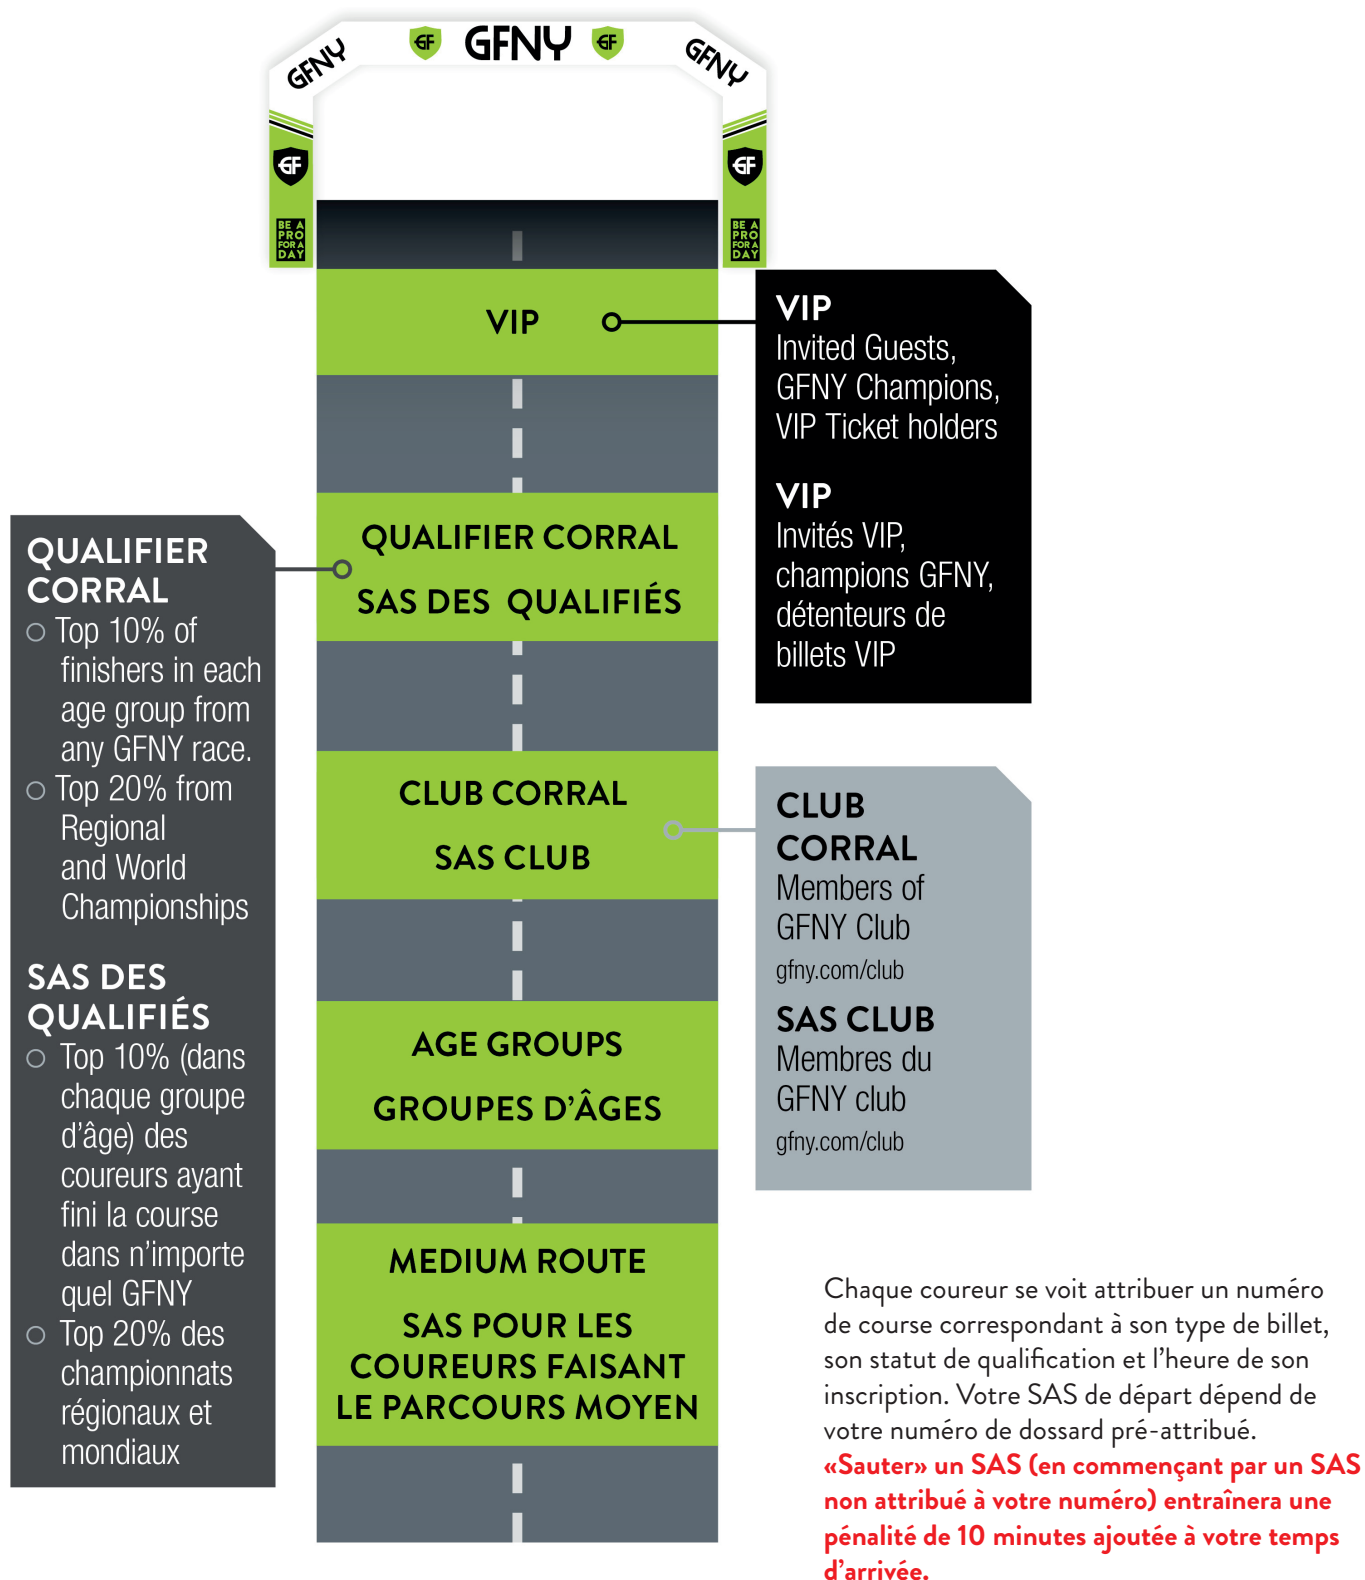 GFNY
GF
GFNY
GF
GFNY
GF
GF
BE A
PRO
FOR A
DAY
BE A
PRO
FOR A
DAY
VIP
VIP
Invited Guests,
GFNY Champions,
VIP Ticket holders
VIP
Invités VIP,
champions GFNY,
détenteurs de
billets VIP
QUALIFIER CORRAL
SAS DES QUALIFIÉS
QUALIFIER
CORRAL
Top 10% of
finishers in each
age group from
any GFNY race.
Top 20% from
Regional
and World
Championships
SAS DES
QUALIFIÉS
Top 10% (dans
chaque groupe
d'âge) des
coureurs ayant
fini la course
dans n'importe
quel GFNY
Top 20% des
championnats
régionaux et
mondiaux
CLUB CORRAL
SAS CLUB
CLUB
CORRAL
Members of
GFNY Club
gfny.com/club
SAS CLUB
Membres du
GFNY club
gfny.com/club
AGE GROUPS
GROUPES D'ÂGES
MEDIUM ROUTE
SAS POUR LES
COUREURS FAISANT
LE PARCOURS MOYEN
Chaque coureur se voit attribuer un numéro
de course correspondant à son type de billet,
son statut de qualification et l'heure de son
inscription. Votre SAS de départ dépend de
votre numéro de dossard pré-attribué.
«Sauter» un SAS (en commençant par un SAS
non attribué à votre numéro) entraînera une
pénalité de 10 minutes ajoutée à votre temps
d'arrivée.